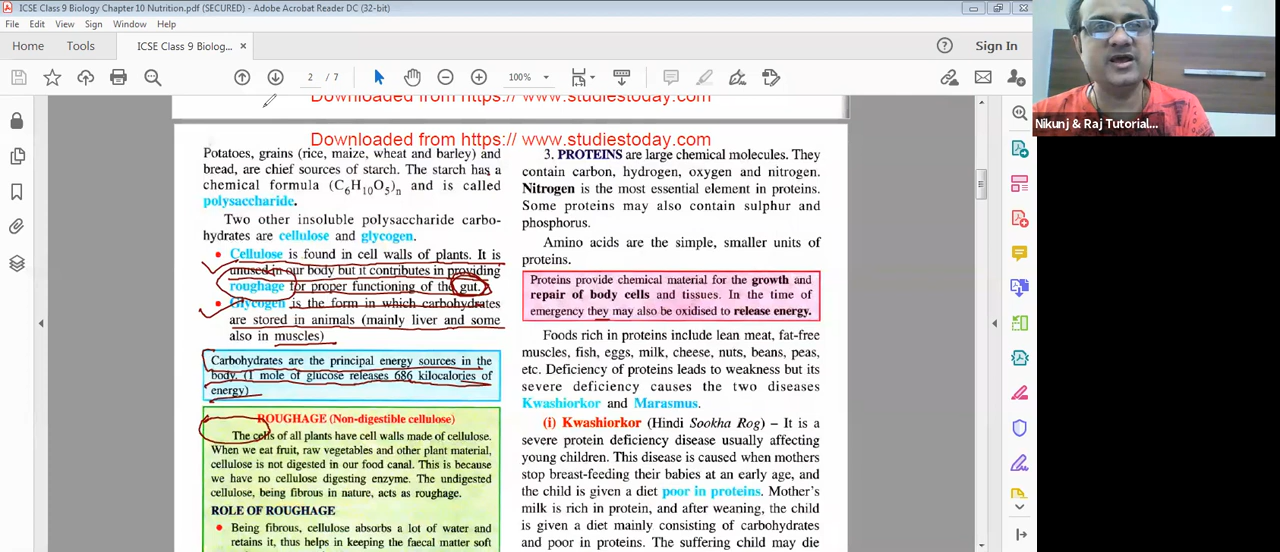 ICSE Class 9 Biology Chapter 10 Nutrition.pdf (SECURED) - Adobe Acrobat Reader DC (32-bit)
File Edit View Sign Window Help
Home Tools ICSE Class 9 Biolog... × Sign In
2 / 7 100%
Downloaded from https:// www.studiestoday.com
Downloaded from https:// www.studiestoday.com
Potatoes, grains (rice, maize, wheat and barley) and
bread, are chief sources of starch. The starch has a
chemical formula (C6H10O5)n and is called
polysaccharide.
Two other insoluble polysaccharide carbo-
hydrates are cellulose and glycogen.
• Cellulose is found in cell walls of plants. It is
unused in our body but it contributes in providing
roughage for proper functioning of the gut.
• Glycogen is the form in which carbohydrates
are stored in animals (mainly liver and some
also in muscles)
Carbohydrates are the principal energy sources in the
body. (1 mole of glucose releases 686 kilocalories of
energy)
ROUGHAGE (Non-digestible cellulose)
The cells of all plants have cell walls made of cellulose.
When we eat fruit, raw vegetables and other plant material,
cellulose is not digested in our food canal. This is because
we have no cellulose digesting enzyme. The undigested
cellulose, being fibrous in nature, acts as roughage.
ROLE OF ROUGHAGE
• Being fibrous, cellulose absorbs a lot of water and
retains it, thus helps in keeping the faecal matter soft
3. PROTEINS are large chemical molecules. They
contain carbon, hydrogen, oxygen and nitrogen.
Nitrogen is the most essential element in proteins.
Some proteins may also contain sulphur and
phosphorus.
Amino acids are the simple, smaller units of
proteins.
Proteins provide chemical material for the growth and
repair of body cells and tissues. In the time of
emergency they may also be oxidised to release energy.
Foods rich in proteins include lean meat, fat-free
muscles, fish, eggs, milk, cheese, nuts, beans, peas,
etc. Deficiency of proteins leads to weakness but its
severe deficiency causes the two diseases
Kwashiorkor and Marasmus.
(i) Kwashiorkor (Hindi Sookha Rog) – It is a
severe protein deficiency disease usually affecting
young children. This disease is caused when mothers
stop breast-feeding their babies at an early age, and
the child is given a diet poor in proteins. Mother's
milk is rich in protein, and after weaning, the child
is given a diet mainly consisting of carbohydrates
and poor in proteins. The suffering child may die
Nikunj & Raj Tutorial...